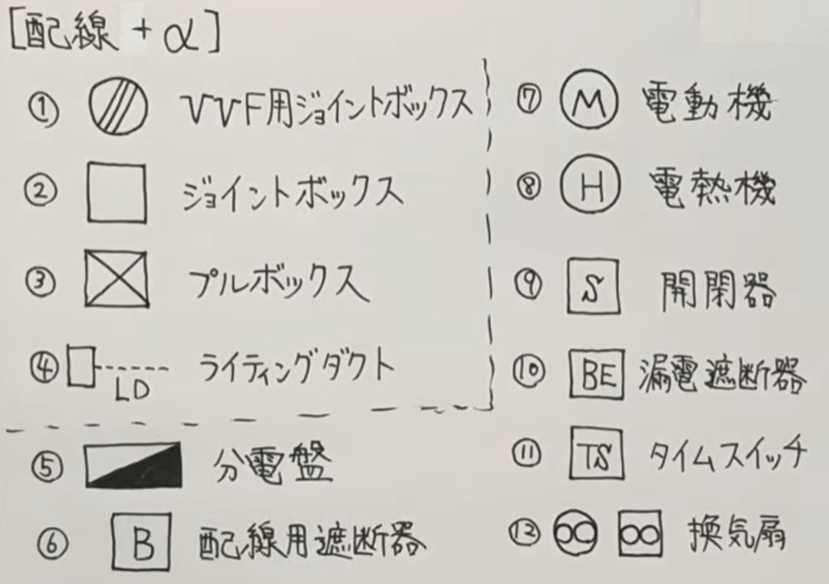 [配線 + α]
① VVF用ジョイントボックス
② ジョイントボックス
③ プルボックス
④ LD ライティングダクト
⑤ 分電盤
⑥ B 配線用遮断器
⑦ M 電動機
⑧ H 電熱機
⑨ S 開閉器
⑩ BE 漏電遮断器
⑪ TS タイムスイッチ
⑫ 換気扇